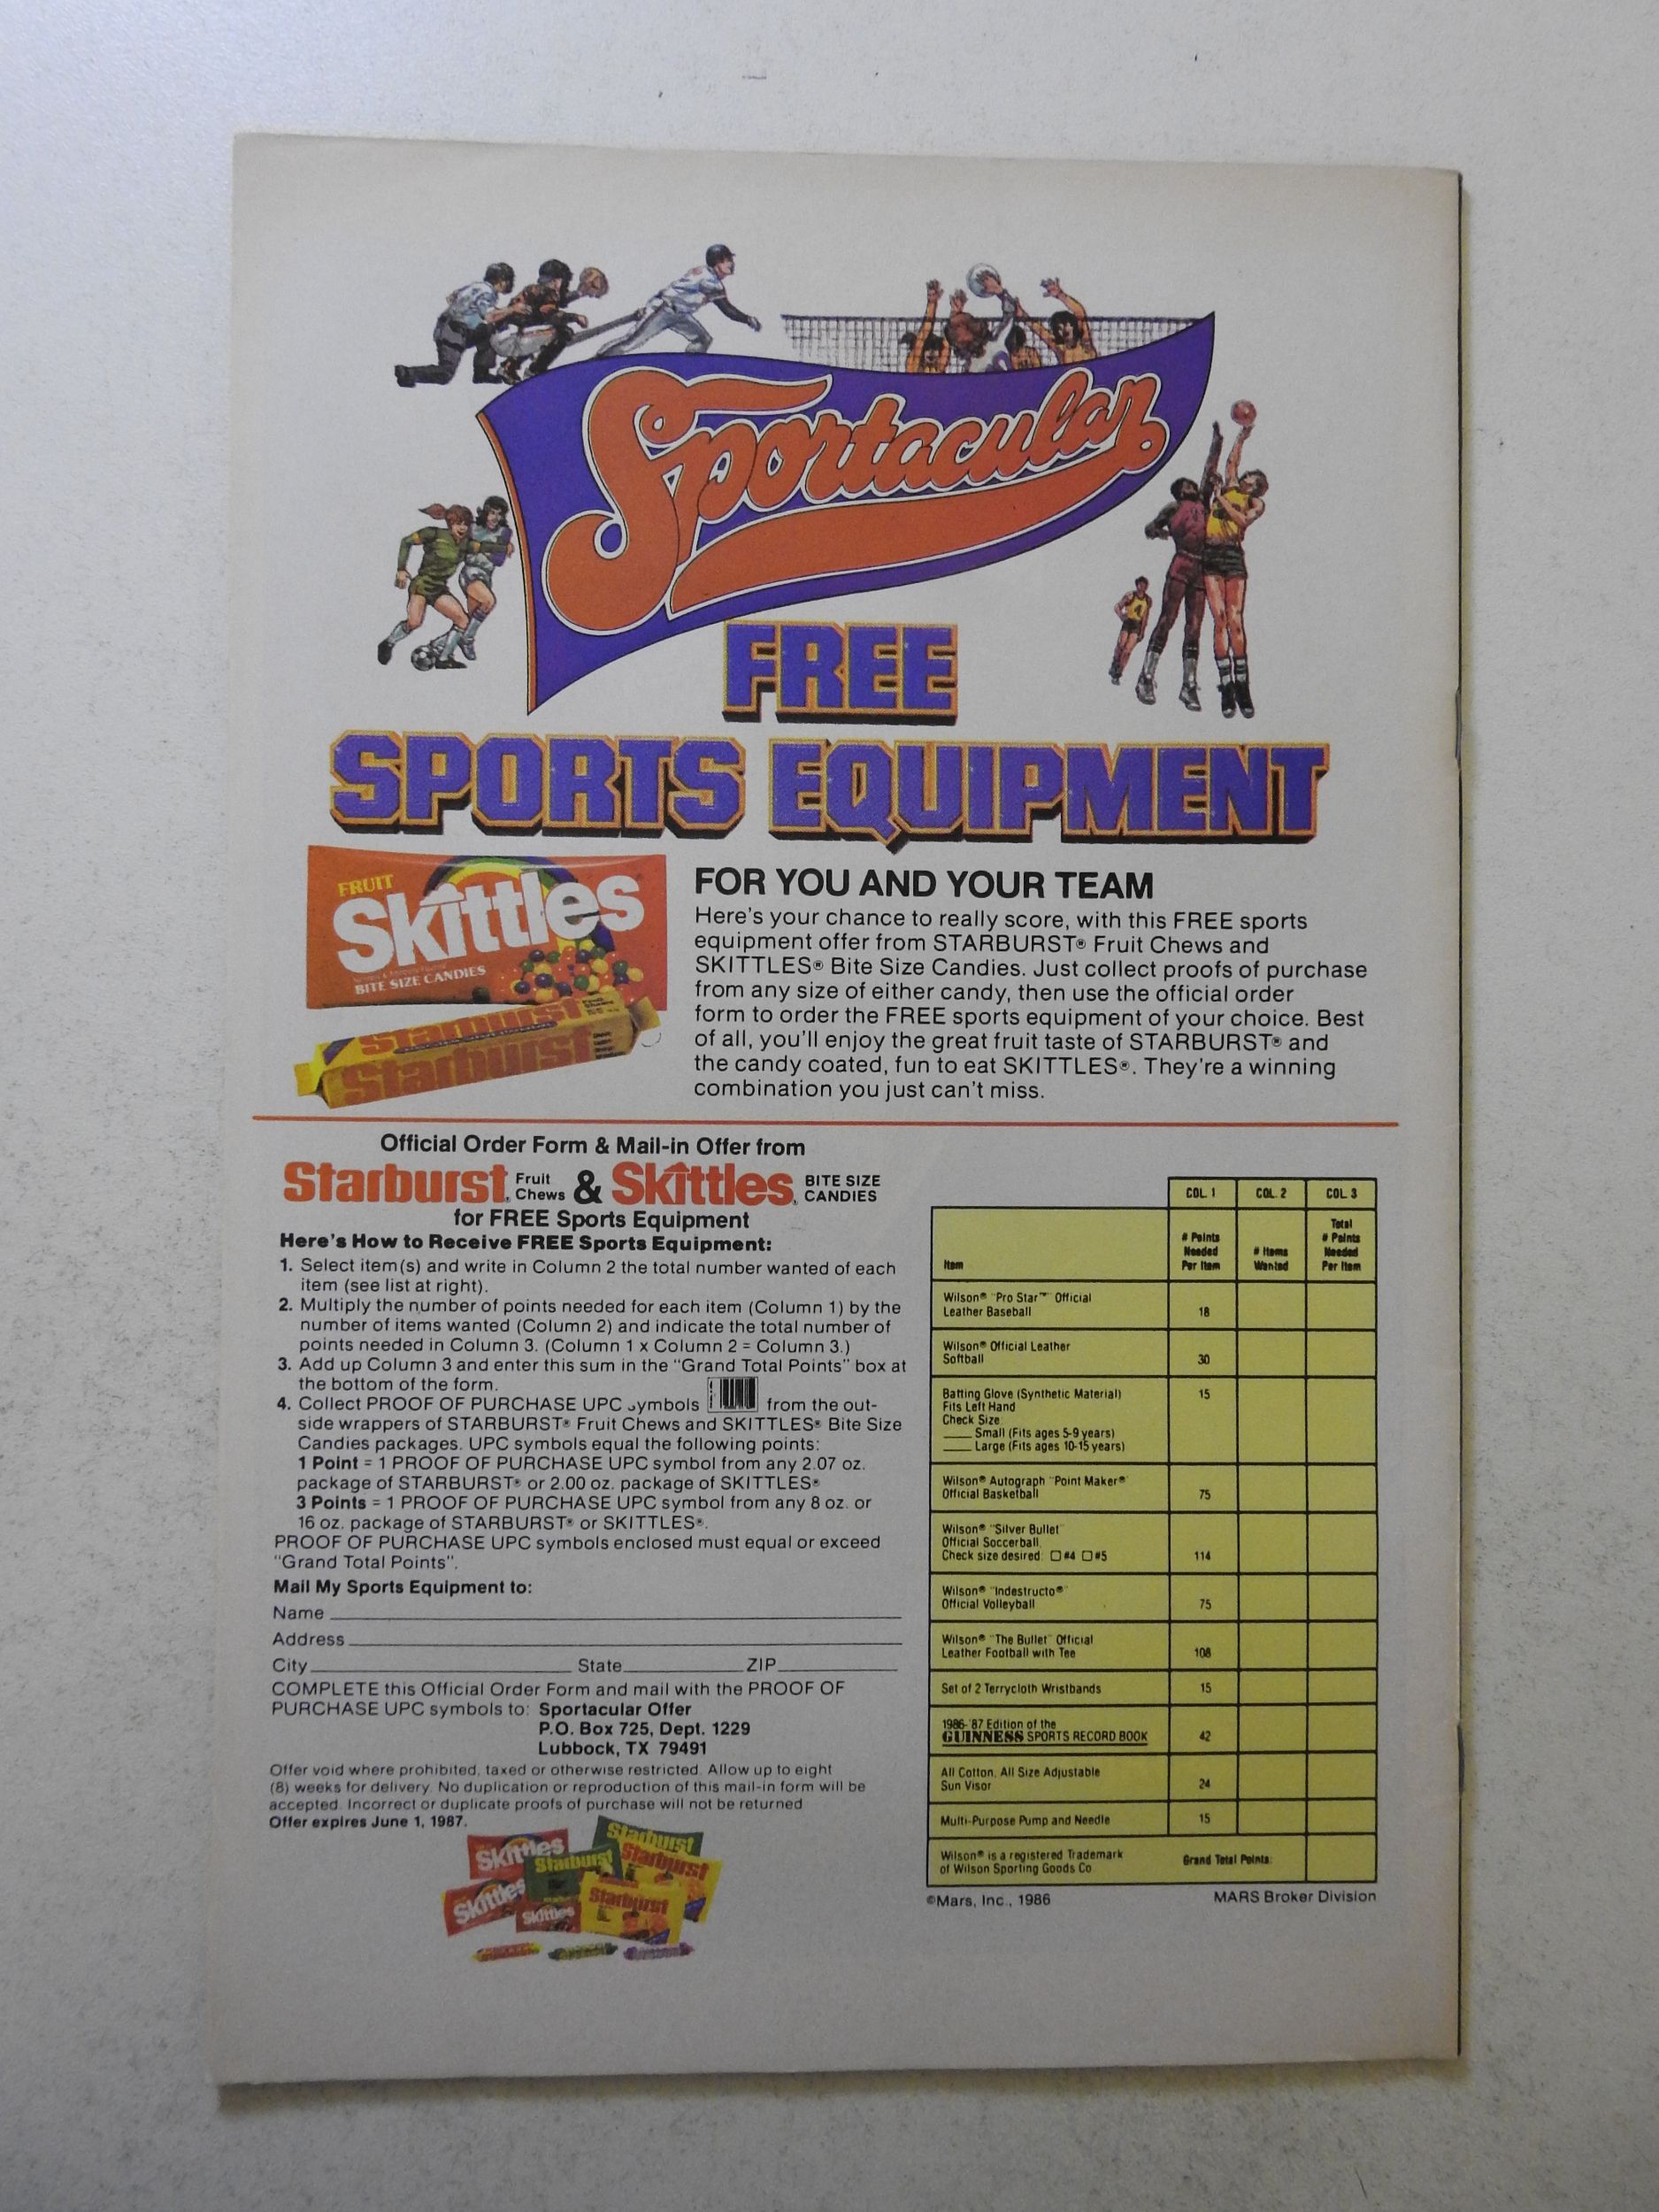 Sportacular
FREE
SPORTS EQUIPMENT
FRUIT
Skittles
BITE SIZE CANDIES
Starburst
Starburst
FOR YOU AND YOUR TEAM
Here's your chance to really score, with this FREE sports
equipment offer from STARBURST® Fruit Chews and
SKITTLES® Bite Size Candies. Just collect proofs of purchase
from any size of either candy, then use the official order
form to order the FREE sports equipment of your choice. Best
of all, you'll enjoy the great fruit taste of STARBURST® and
the candy coated, fun to eat SKITTLES®. They're a winning
combination you just can't miss.
Official Order Form & Mail-in Offer from
Starburst® Fruit Chews & Skittles® BITE SIZE CANDIES
for FREE Sports Equipment
Here's How to Receive FREE Sports Equipment:
1. Select item(s) and write in Column 2 the total number wanted of each
item (see list at right).
2. Multiply the number of points needed for each item (Column 1) by the
number of items wanted (Column 2) and indicate the total number of
points needed in Column 3. (Column 1 x Column 2 = Column 3.)
3. Add up Column 3 and enter this sum in the "Grand Total Points" box at
the bottom of the form.
4. Collect PROOF OF PURCHASE UPC symbols from the out-
side wrappers of STARBURST® Fruit Chews and SKITTLES® Bite Size
Candies packages. UPC symbols equal the following points:
1 Point = 1 PROOF OF PURCHASE UPC symbol from any 2.07 oz.
package of STARBURST® or 2.00 oz. package of SKITTLES®
3 Points = 1 PROOF OF PURCHASE UPC symbol from any 8 oz. or
16 oz. package of STARBURST® or SKITTLES®.
PROOF OF PURCHASE UPC symbols enclosed must equal or exceed
"Grand Total Points".
Mail My Sports Equipment to:
Name
Address
City State ZIP
COMPLETE this Official Order Form and mail with the PROOF OF
PURCHASE UPC symbols to: Sportacular Offer
P.O. Box 725, Dept. 1229
Lubbock, TX 79491
Offer void where prohibited, taxed or otherwise restricted. Allow up to eight
(8) weeks for delivery. No duplication or reproduction of this mail-in form will be
accepted. Incorrect or duplicate proofs of purchase will not be returned
Offer expires June 1, 1987.
Skittles
Starburst
Starburst
Starburst
Skittles
Skittles
Starburst
COL. 1 COL. 2 COL. 3
Item # Points Needed Per Item # Items Wanted Total # Points Needed Per Item
Wilson® "Pro Star™" Official
Leather Baseball 18
Wilson® Official Leather
Softball 30
Batting Glove (Synthetic Material) 15
Fits Left Hand
Check Size:
Small (Fits ages 5-9 years)
Large (Fits ages 10-15 years)
Wilson® Autograph "Point Maker®"
Official Basketball 75
Wilson® "Silver Bullet"
Official Soccerball.
Check size desired: ☐ #4 ☐ #5 114
Wilson® "Indestructo®"
Official Volleyball 75
Wilson® "The Bullet" Official
Leather Football with Tee 108
Set of 2 Terrycloth Wristbands 15
1986-'87 Edition of the
GUINNESS SPORTS RECORD BOOK 42
All Cotton, All Size Adjustable
Sun Visor 24
Multi-Purpose Pump and Needle 15
Wilson® is a registered Trademark
of Wilson Sporting Goods Co. Grand Total Points:
©Mars, Inc., 1986 MARS Broker Division